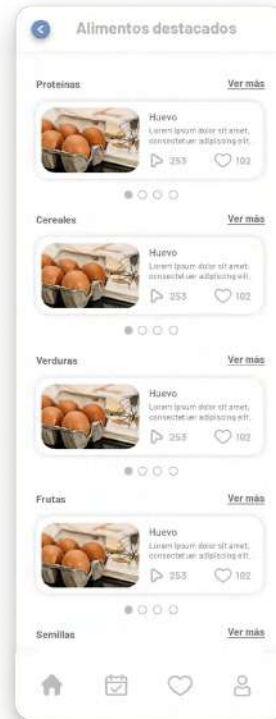 Alimentos destacados
Proteínas Ver más
Huevo
Lorem ipsum dolor sit amet,
consectetuer adipiscing elit.
253 102
Cereales Ver más
Huevo
Lorem ipsum dolor sit amet,
consectetuer adipiscing elit.
253 102
Verduras Ver más
Huevo
Lorem ipsum dolor sit amet,
consectetuer adipiscing elit.
253 102
Frutas Ver más
Huevo
Lorem ipsum dolor sit amet,
consectetuer adipiscing elit.
253 102
Semillas Ver más